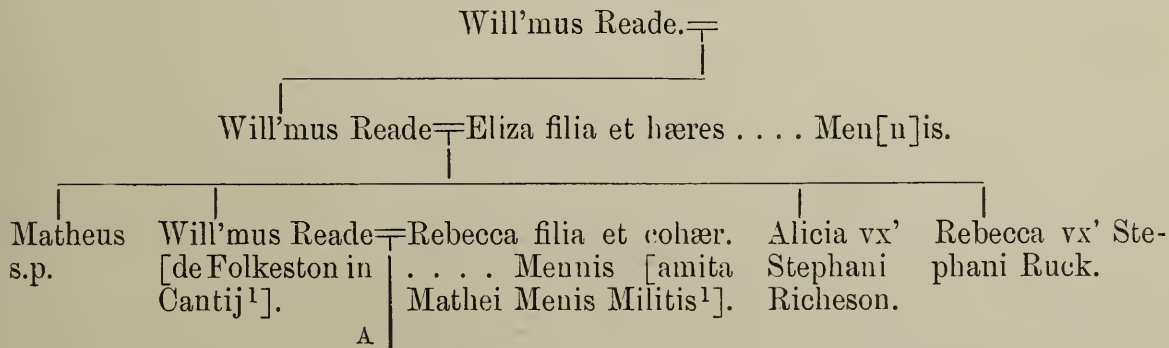 Will'mus Reade.
Will'mus Reade Eliza filia et hæres . . . . Men[n]is.
Matheus
s.p.
Will'mus Reade
[de Folkeston in
Cantij¹].
Rebecca filia et cohær.
. . . . Mennis [amita
Mathei Menis Militis¹].
Alicia vx'
Stephani
Richeson.
Rebecca vx' Ste-
phani Ruck.
A